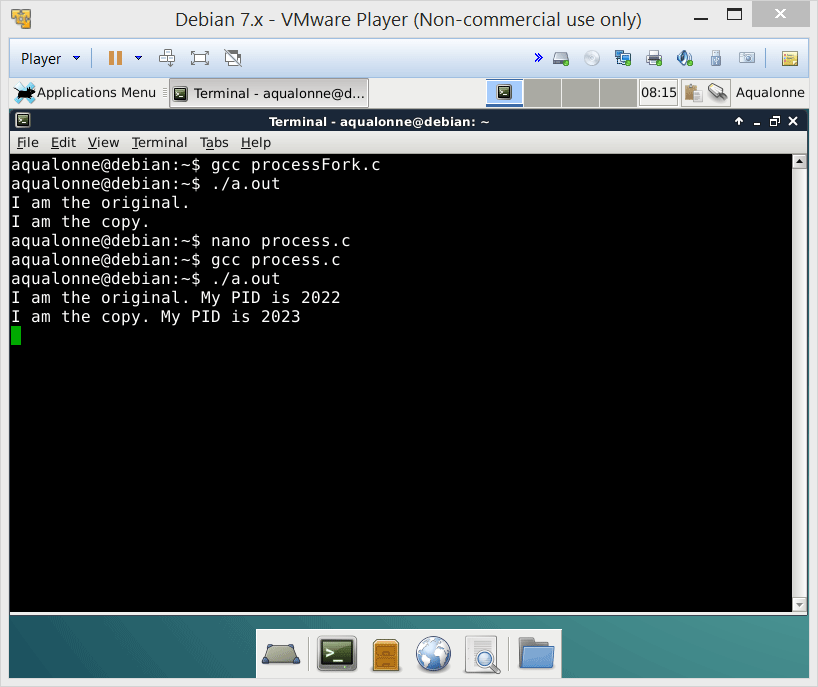 Debian 7.x - VMware Player (Non-commercial use only)
Player
Applications Menu
Terminal - aqualonne@d...
08:15
Aqualonne
Terminal - aqualonne@debian: ~
File Edit View Terminal Tabs Help
aqualonne@debian:~$ gcc processFork.c
aqualonne@debian:~$ ./a.out
I am the original.
I am the copy.
aqualonne@debian:~$ nano process.c
aqualonne@debian:~$ gcc process.c
aqualonne@debian:~$ ./a.out
I am the original. My PID is 2022
I am the copy. My PID is 2023